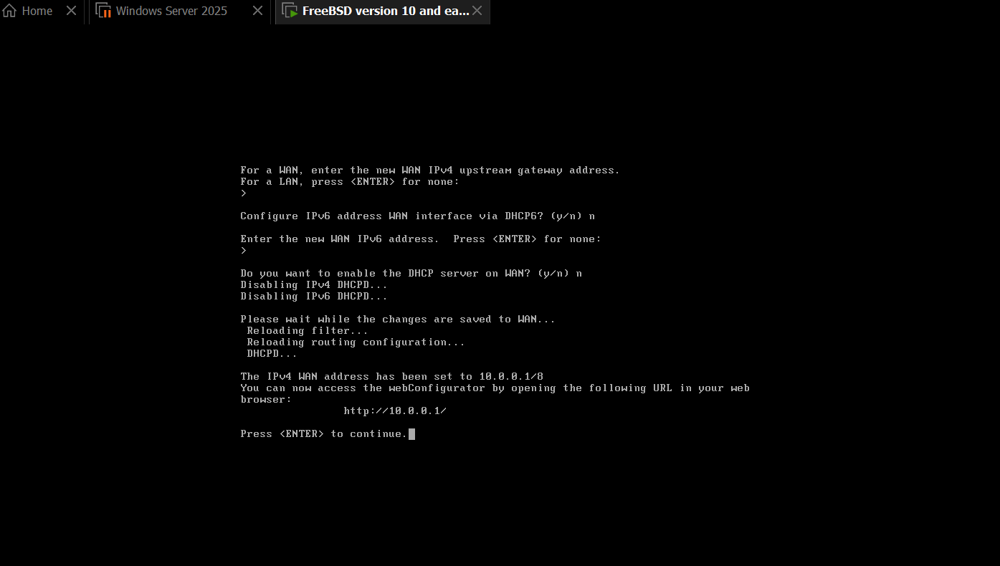 Home
Windows Server 2025
FreeBSD version 10 and ea...
For a WAN, enter the new WAN IPv4 upstream gateway address.
For a LAN, press <ENTER> for none:
>
Configure IPv6 address WAN interface via DHCP6? (y/n) n
Enter the new WAN IPv6 address.  Press <ENTER> for none:
>
Do you want to enable the DHCP server on WAN? (y/n) n
Disabling IPv4 DHCPD...
Disabling IPv6 DHCPD...
Please wait while the changes are saved to WAN...
Reloading filter...
Reloading routing configuration...
DHCPD...
The IPv4 WAN address has been set to 10.0.0.1/8
You can now access the webConfigurator by opening the following URL in your web
browser:
http://10.0.0.1/
Press <ENTER> to continue.